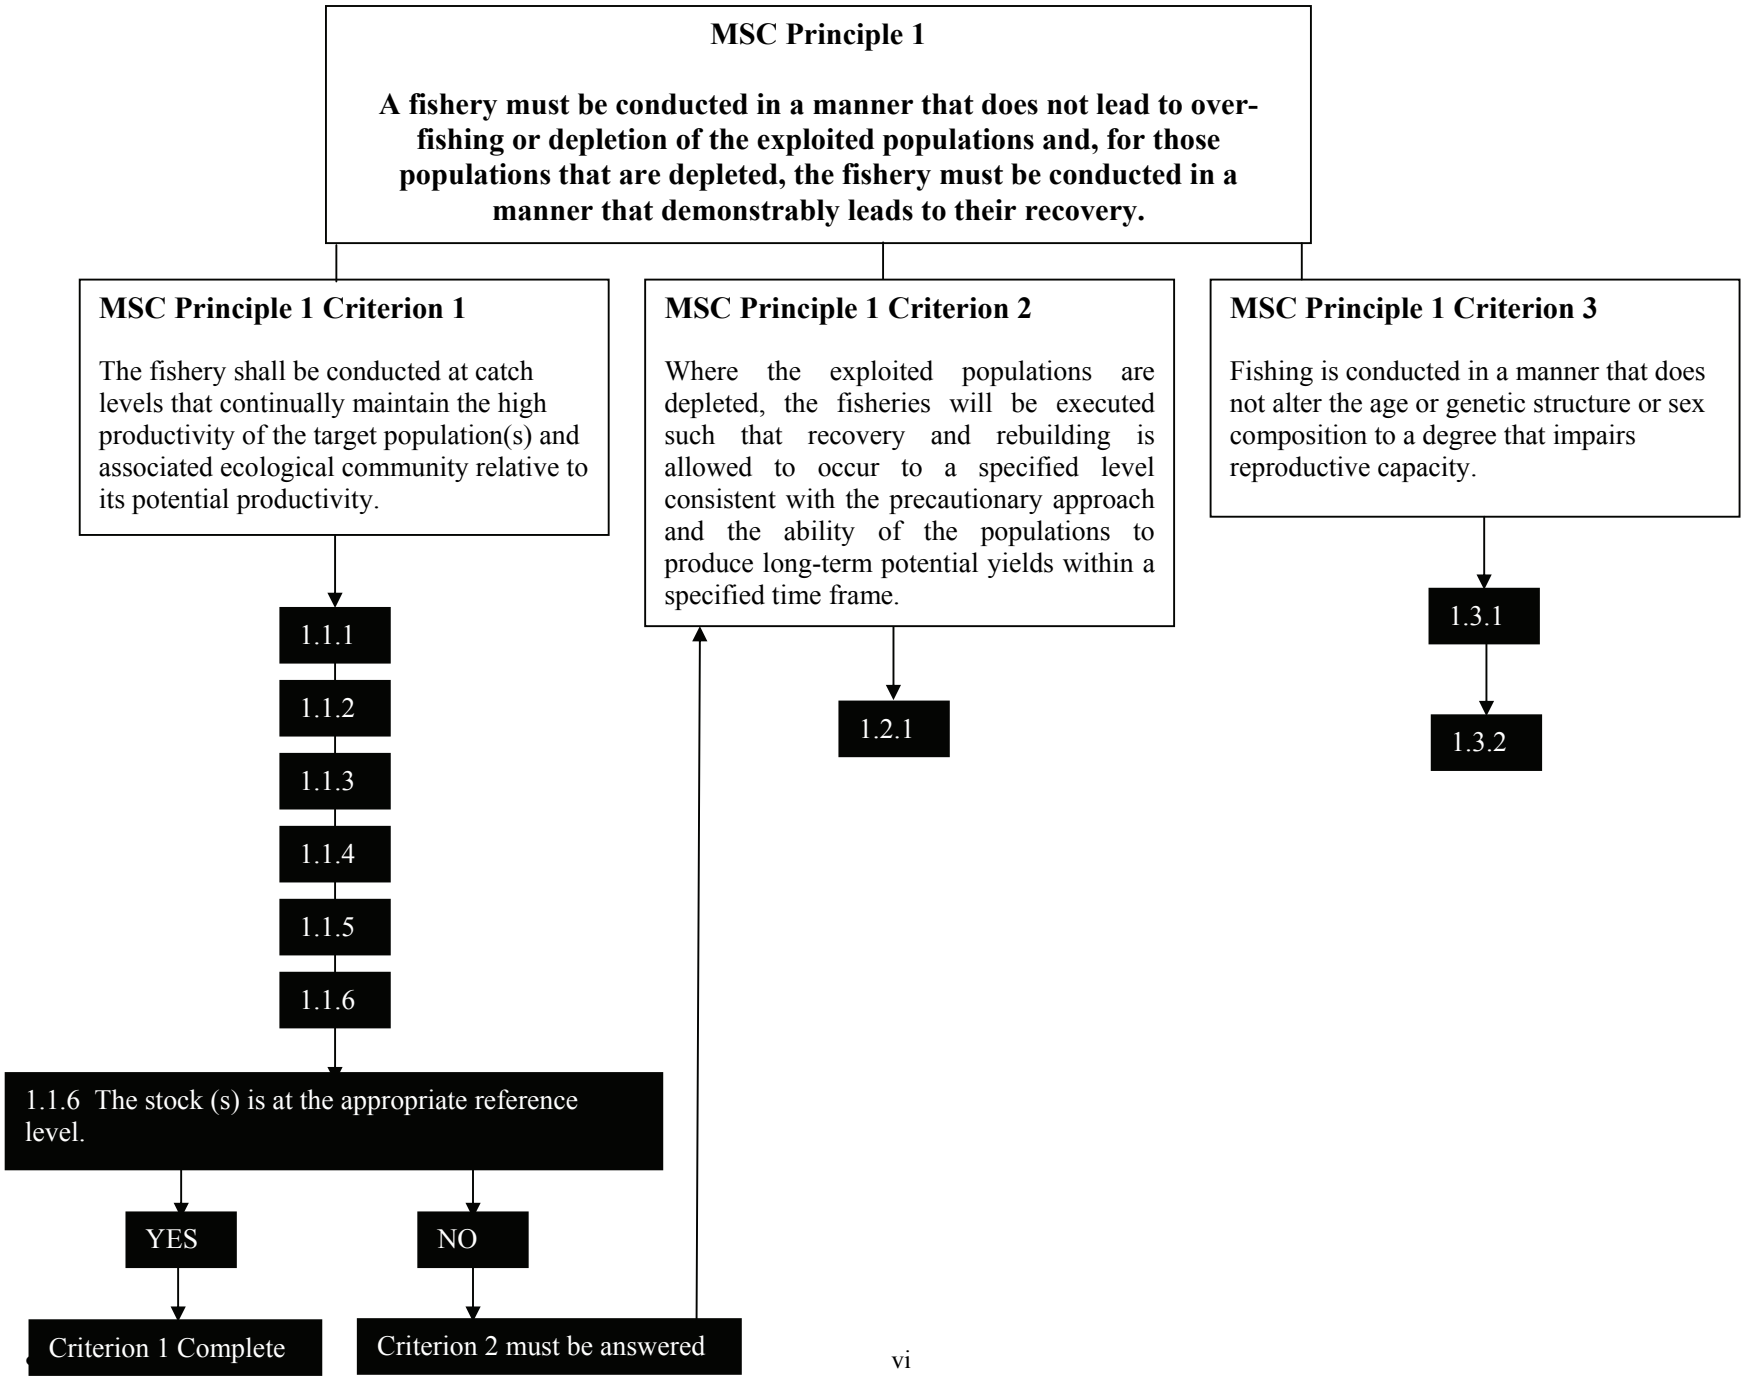 MSC Principle 1
A fishery must be conducted in a manner that does not lead to over-
fishing or depletion of the exploited populations and, for those
populations that are depleted, the fishery must be conducted in a
manner that demonstrably leads to their recovery.
MSC Principle 1 Criterion 1
The fishery shall be conducted at catch
levels that continually maintain the high
productivity of the target population(s) and
associated ecological community relative to
its potential productivity.
MSC Principle 1 Criterion 2
Where the exploited populations are
depleted, the fisheries will be executed
such that recovery and rebuilding is
allowed to occur to a specified level
consistent with the precautionary approach
and the ability of the populations to
produce long-term potential yields within a
specified time frame.
MSC Principle 1 Criterion 3
Fishing is conducted in a manner that does
not alter the age or genetic structure or sex
composition to a degree that impairs
reproductive capacity.
1.1.1
1.1.2
1.1.3
1.1.4
1.1.5
1.1.6
1.2.1
1.3.1
1.3.2
1.1.6 The stock (s) is at the appropriate reference
level.
YES
NO
Criterion 1 Complete
Criterion 2 must be answered
vi